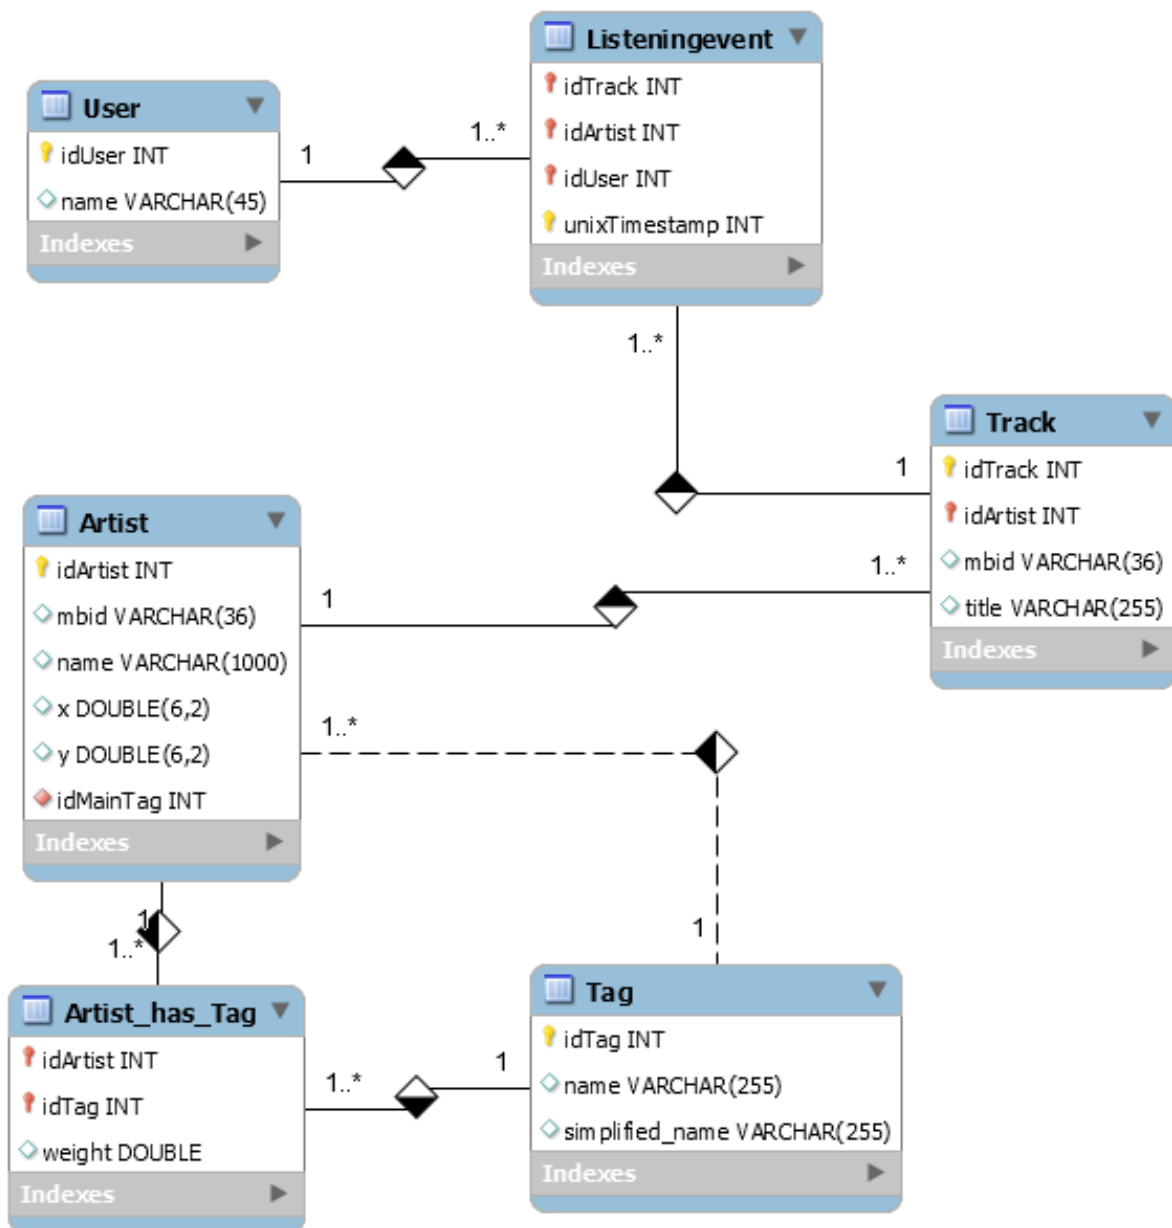 User
idUser INT
name VARCHAR(45)
Indexes
1
1..*
Listeningevent
idTrack INT
idArtist INT
idUser INT
unixTimestamp INT
Indexes
1..*
1
Track
idTrack INT
idArtist INT
mbid VARCHAR(36)
title VARCHAR(255)
Indexes
Artist
idArtist INT
mbid VARCHAR(36)
name VARCHAR(1000)
x DOUBLE(6,2)
y DOUBLE(6,2)
idMainTag INT
Indexes
1
1..*
1..*
1
1
1..*
Artist_has_Tag
idArtist INT
idTag INT
weight DOUBLE
Indexes
1..*
1
Tag
idTag INT
name VARCHAR(255)
simplified_name VARCHAR(255)
Indexes